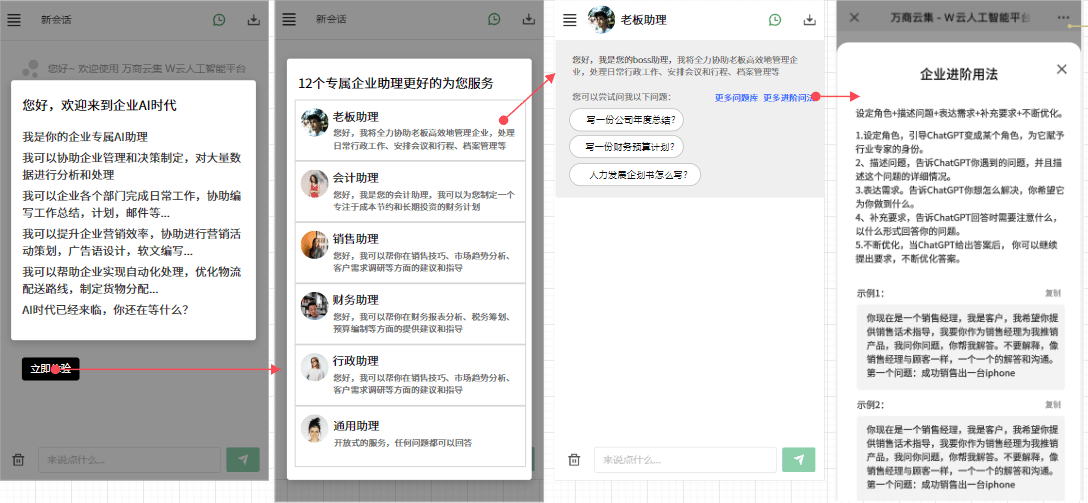 新会话
您好~ 欢迎使用 万商云集 W云人工智能平台
您好，欢迎来到企业AI时代
我是你的企业专属AI助理
我可以协助企业管理和决策制定，对大量数
据进行分析和处理
我可以企业各个部门完成日常工作，协助编
写工作总结，计划，邮件等...
我可以提升企业营销效率，协助进行营销活
动策划，广告语设计，软文编写...
我可以帮助企业实现自动化处理，优化物流
配送路线，制定货物分配...
AI时代已经来临，你还在等什么？
立即体验
来说点什么...
新会话
12个专属企业助理更好的为您服务
老板助理
您好，我将全力协助老板高效地管理企业，处理
日常行政工作、安排会议和行程、档案管理等
会计助理
您好，我是您的会计助理，我可以为您制定一个
专注于成本节约和长期投资的财务计划
销售助理
您好，我可以帮你在销售技巧、市场趋势分析、
客户需求调研等方面的建议和指导
财务助理
您好，我可以帮你在财务报表分析、税务筹划、
预算编制等方面的提供建议和指导
行政助理
您好，我可以帮你在销售技巧、市场趋势分析、
客户需求调研等方面的建议和指导
通用助理
开放式的服务，任何问题都可以回答
老板助理
您好，我是您的boss助理，我将全力协助老板高效地管理企
业，处理日常行政工作、安排会议和行程、档案管理等
您可以尝试问我以下问题：
更多问题库 更多进阶问法
写一份公司年度总结？
写一份财务预算计划？
人力发展企划书怎么写？
来说点什么...
万商云集 - W云人工智能平台
企业进阶用法
设定角色+描述问题+表达需求+补充要求+不断优化。
1.设定角色，引导ChatGPT变成某个角色，为它赋予
行业专家的身份。
2、描述问题，告诉ChatGPT你遇到的问题，并且描
述这个问题的详细情况。
3.表达需求。告诉ChatGPT你想怎么解决，你希望它
为你做到什么。
4、补充要求，告诉ChatGPT回答时需要注意什么，
以什么形式回答你的问题。
5.不断优化，当ChatGPT给出答案后， 你可以继续
提出要求，不断优化答案。
示例1：
复制
你现在是一个销售经理，我是客户，我希望你提
供销售话术指导，我要你作为销售经理为我推销
产品，我问你问题，你帮我解答。不要解释，像
销售经理与顾客一样，一个一个的解答和沟通。
第一个问题：成功销售出一台iphone
示例2：
复制
你现在是一个销售经理，我是客户，我希望你提
供销售话术指导，我要你作为销售经理为我推销
产品，我问你问题，你帮我解答。不要解释，像
销售经理与顾客一样，一个一个的解答和沟通。
第一个问题：成功销售出一台iphone